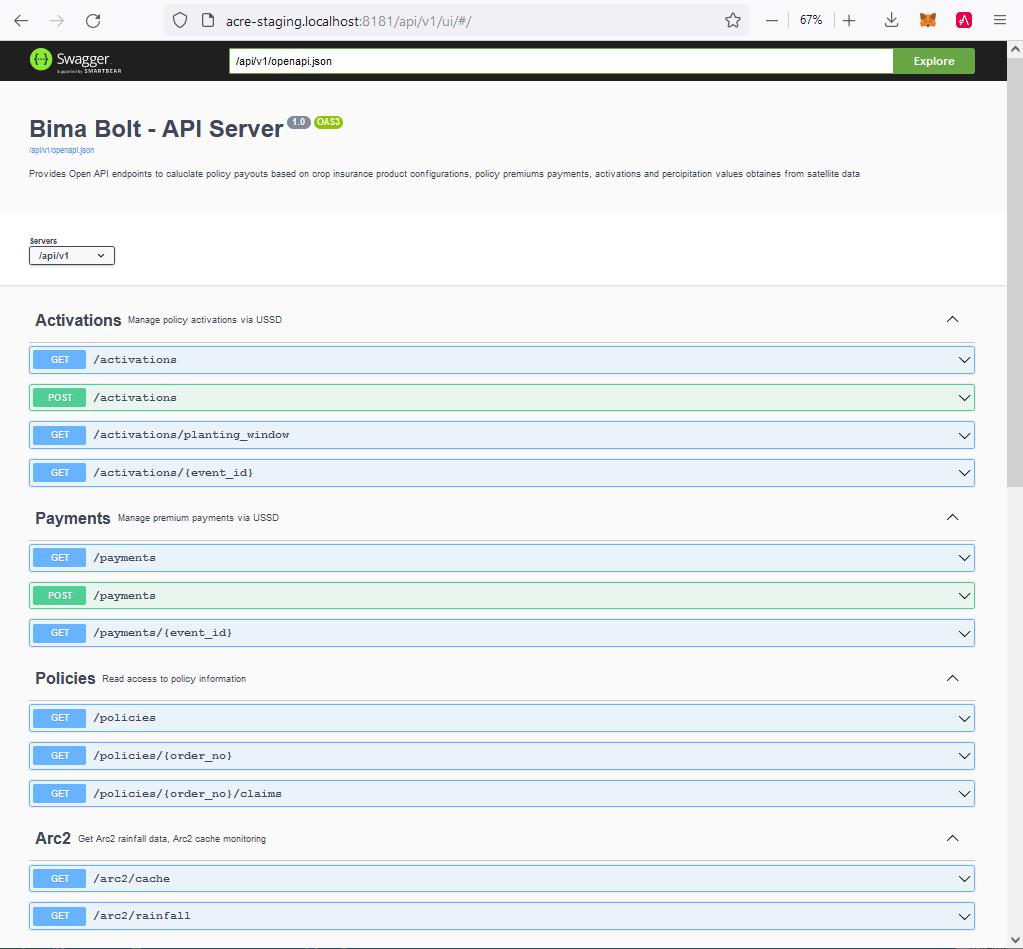 acre-staging.localhost:8181/api/v1/ui/#/
67%
Swagger
Supported by SMARTBEAR
/api/v1/openapi.json
Explore
Bima Bolt - API Server 1.0 OAS3
/api/v1/openapi.json
Provides Open API endpoints to caluclate policy payouts based on crop insurance product configurations, policy premiums payments, activations and percipitation values obtaines from satellite data
Servers
/api/v1
Activations Manage policy activations via USSD
GET /activations
POST /activations
GET /activations/planting_window
GET /activations/{event_id}
Payments Manage premium payments via USSD
GET /payments
POST /payments
GET /payments/{event_id}
Policies Read access to policy information
GET /policies
GET /policies/{order_no}
GET /policies/{order_no}/claims
Arc2 Get Arc2 rainfall data, Arc2 cache monitoring
GET /arc2/cache
GET /arc2/rainfall